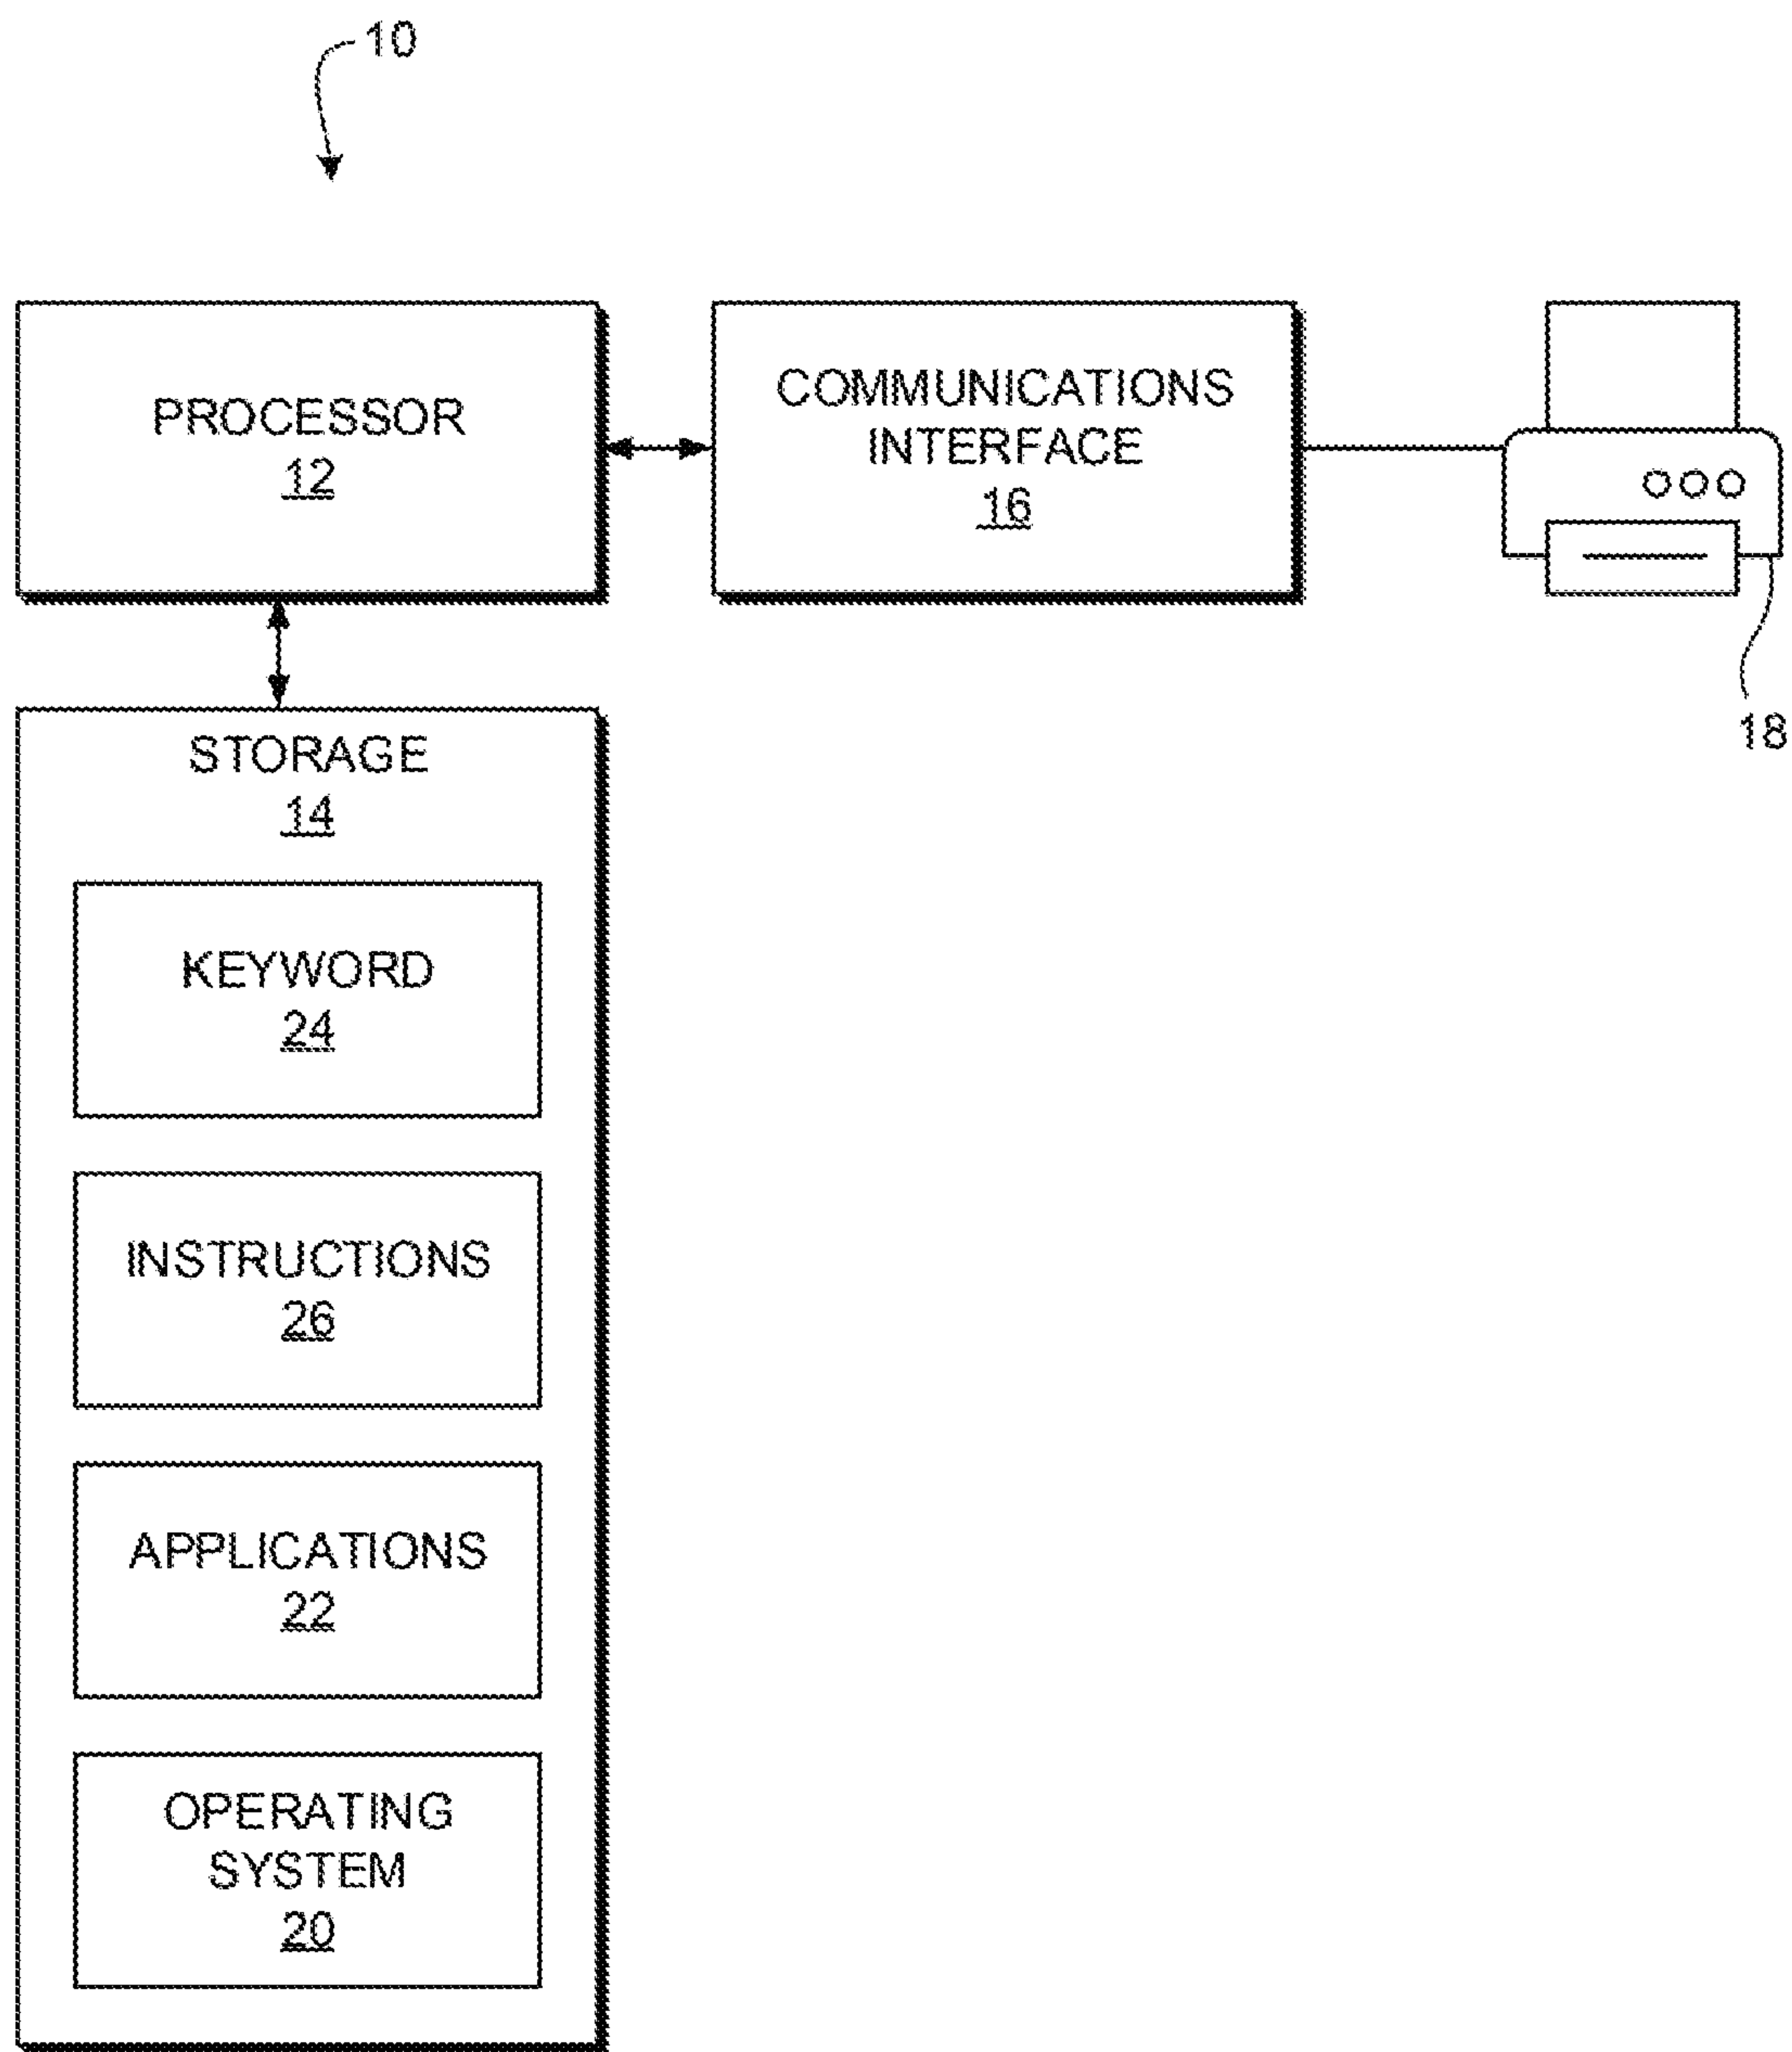 10
PROCESSOR
12
COMMUNICATIONS
INTERFACE
16
18
STORAGE
14
KEYWORD
24
INSTRUCTIONS
26
APPLICATIONS
22
OPERATING
SYSTEM
20